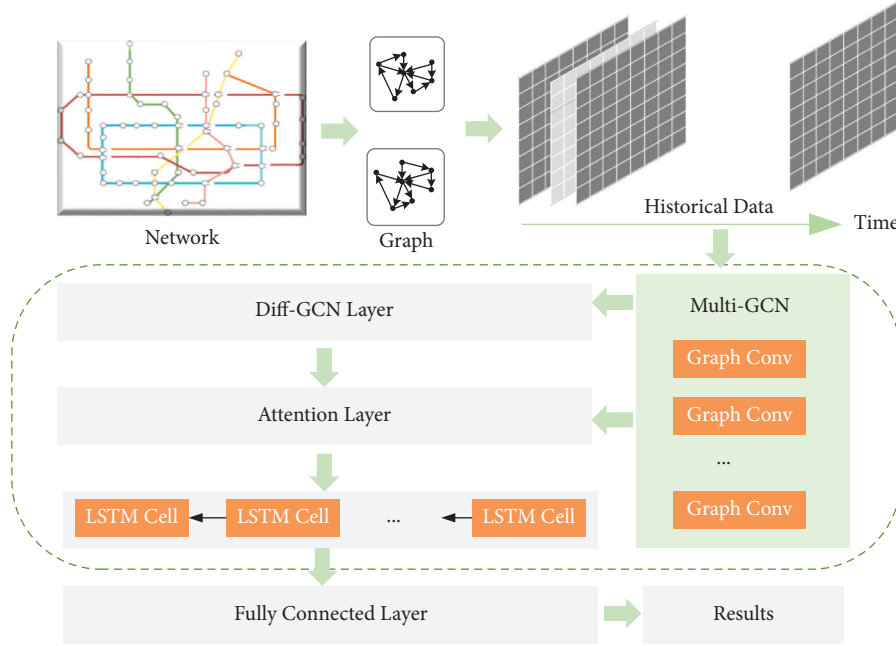 Network
Graph
Historical Data
Time
Diff-GCN Layer
Multi-GCN
Graph Conv
Attention Layer
Graph Conv
...
LSTM Cell
LSTM Cell
...
LSTM Cell
Graph Conv
Fully Connected Layer
Results